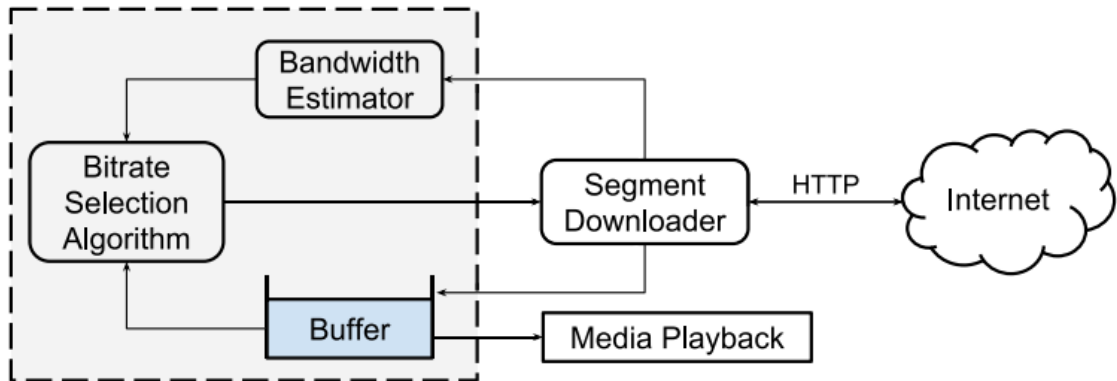 Bandwidth
Estimator
Bitrate
Selection
Algorithm
Segment
Downloader
HTTP
Internet
Buffer
Media Playback